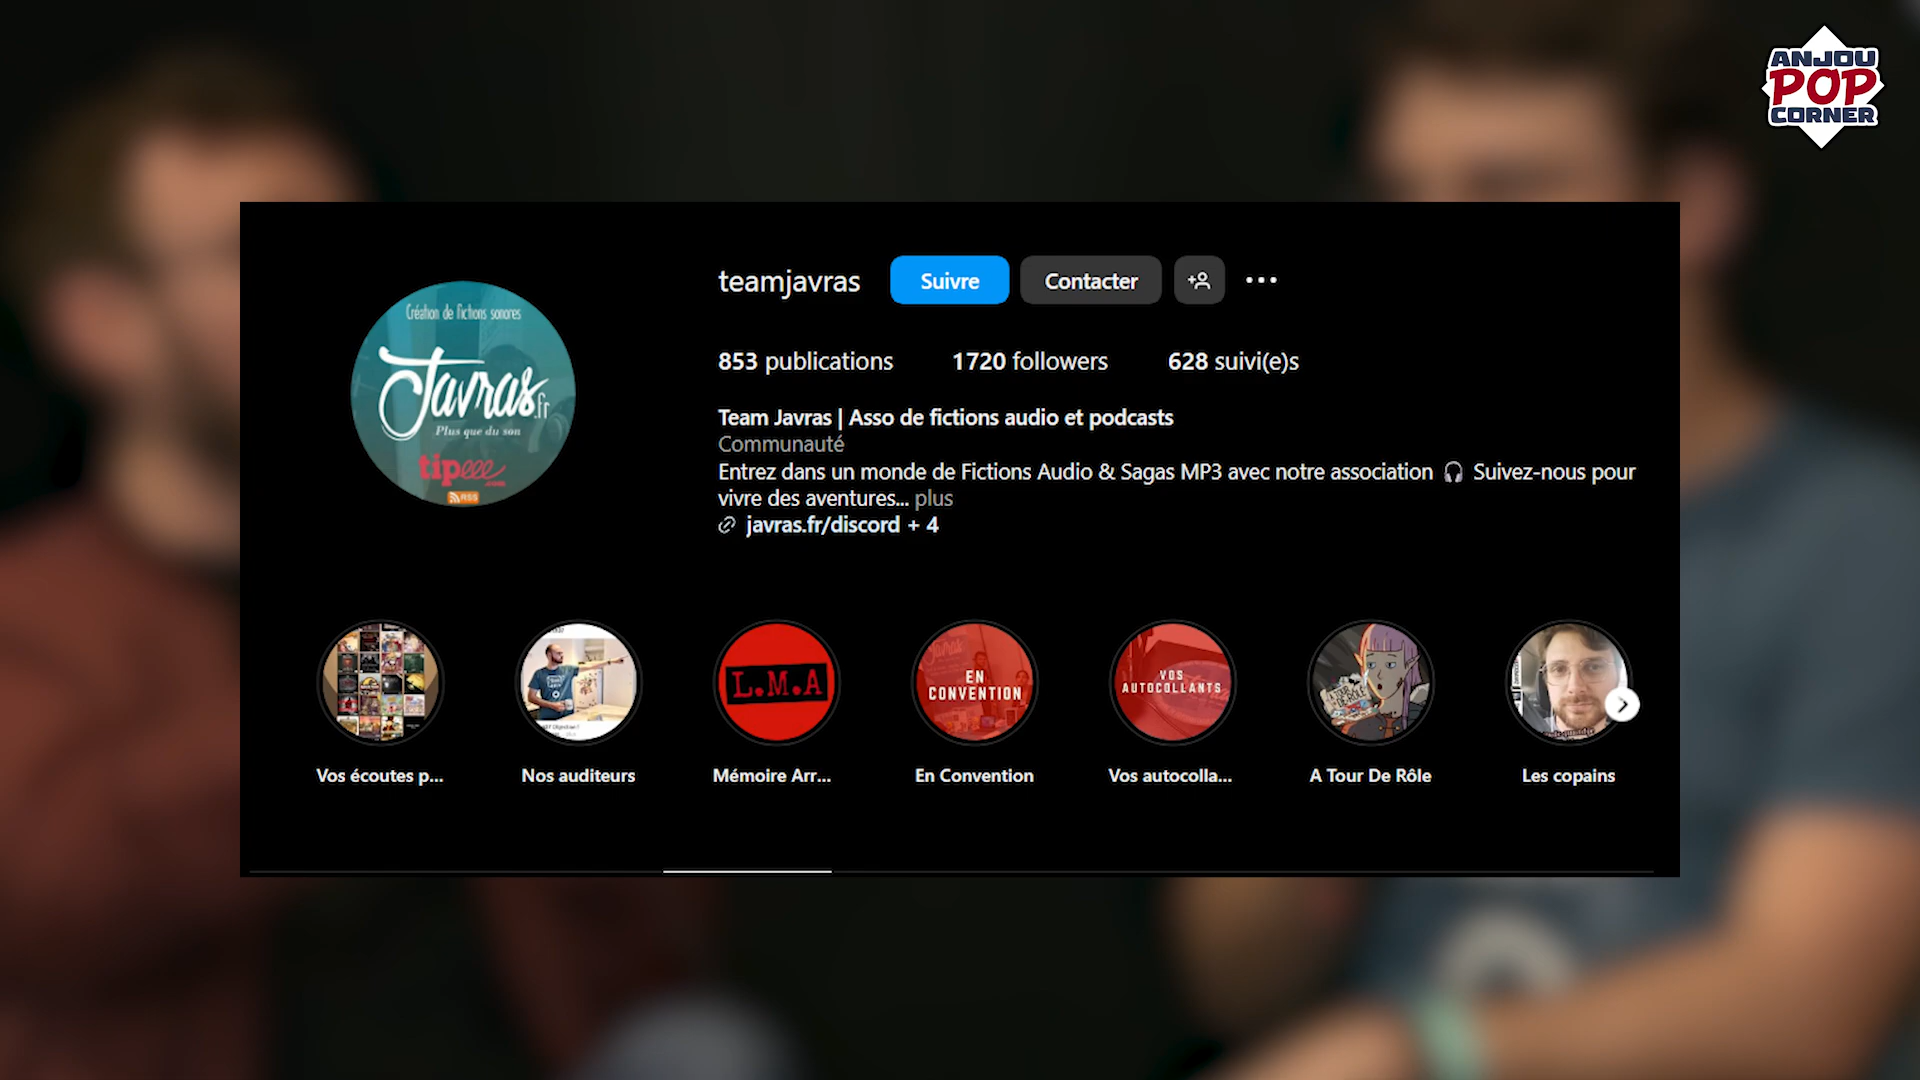 ANJOU
POP
CORNER
teamjavras
Suivre
Contacter
853 publications
1720 followers
628 suivi(e)s
Team Javras | Asso de fictions audio et podcasts
Communauté
Entrez dans un monde de Fictions Audio & Sagas MP3 avec notre association 🎧 Suivez-nous pour
vivre des aventures... plus
javras.fr/discord + 4
Création de fictions sonores
Javras.fr
Plus que du son
tipeee.com
RSS
L.M.A
EN
CONVENTION
VOS
AUTOCOLLANTS
Vos écoutes p...
Nos auditeurs
Mémoire Arr...
En Convention
Vos autocolla...
A Tour De Rôle
Les copains